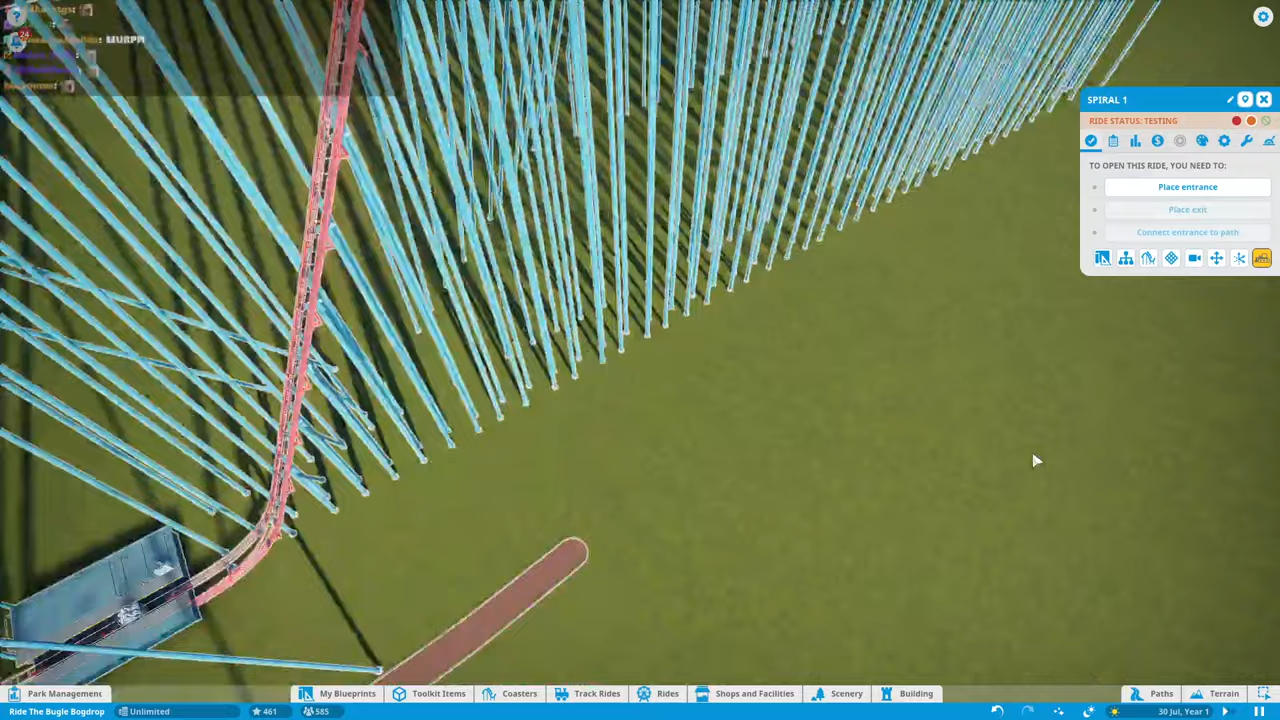 24
MURPH
SPIRAL 1
RIDE STATUS: TESTING
TO OPEN THIS RIDE, YOU NEED TO:
Place entrance
Place exit
Connect entrance to path
Park Management
My Blueprints
Toolkit Items
Coasters
Track Rides
Rides
Shops and Facilities
Scenery
Building
Paths
Terrain
Ride The Bugle Bogdrop
Unlimited
461
585
30 Jul, Year 1